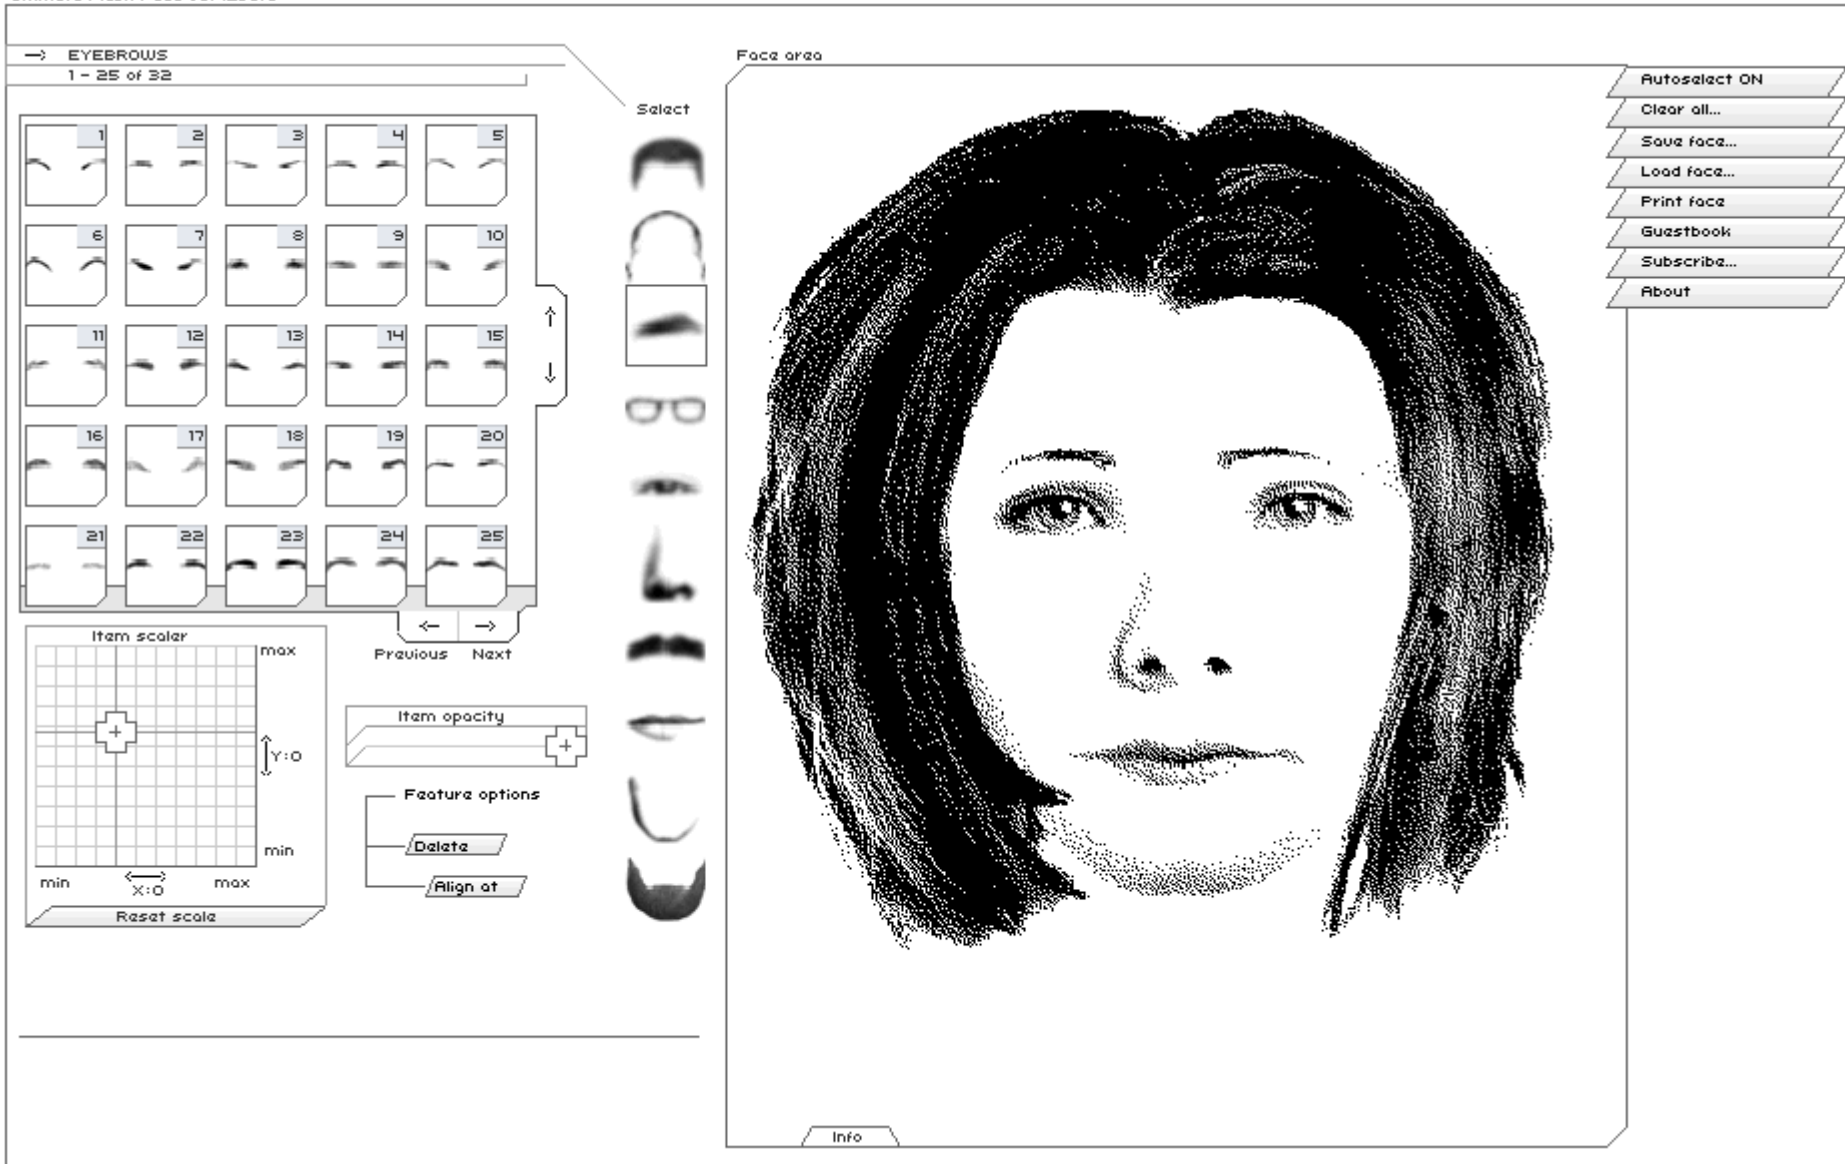 EYEBROWS
1 - 25 of 32
Select
1 2 3 4 5
6 7 8 9 10
11 12 13 14 15
16 17 18 19 20
21 22 23 24 25
Previous Next
Item scaler
max
Y:0
min
min X:0 max
Reset scale
Item opacity
Feature options
Delete
Align at
Face area
Info
Autoselect ON
Clear all...
Save face...
Load face...
Print face
Guestbook
Subscribe...
About